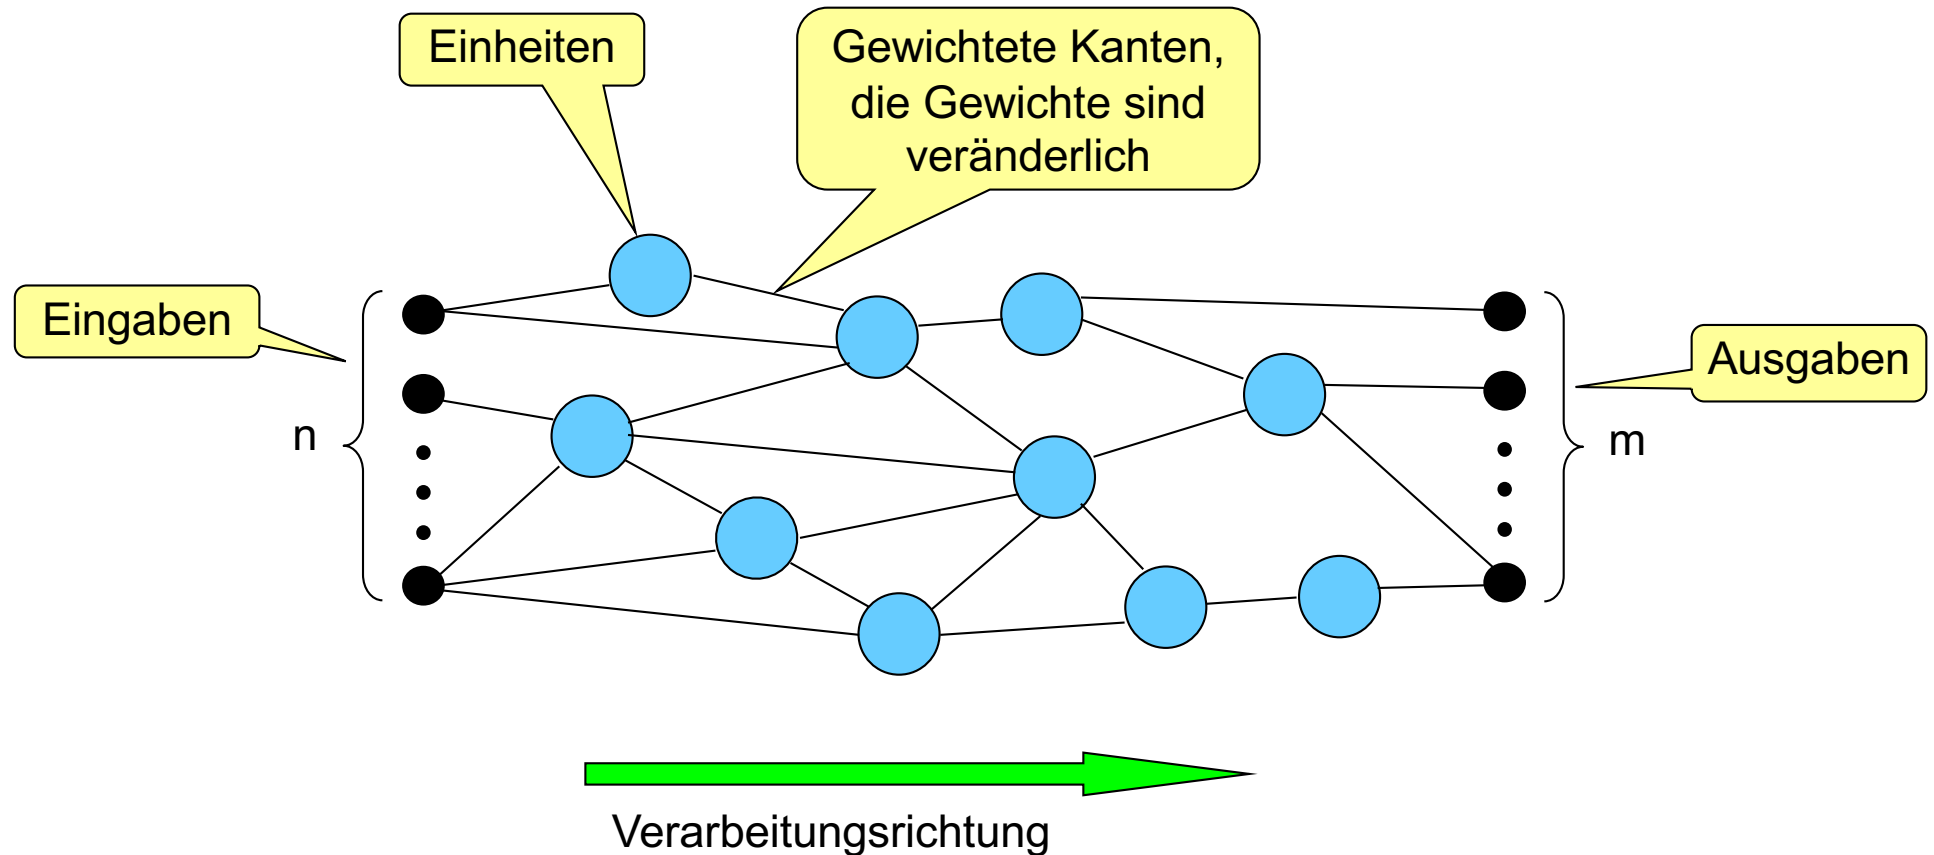 Einheiten
Gewichtete Kanten,
die Gewichte sind
veränderlich
Eingaben
Ausgaben
n
m
Verarbeitungsrichtung